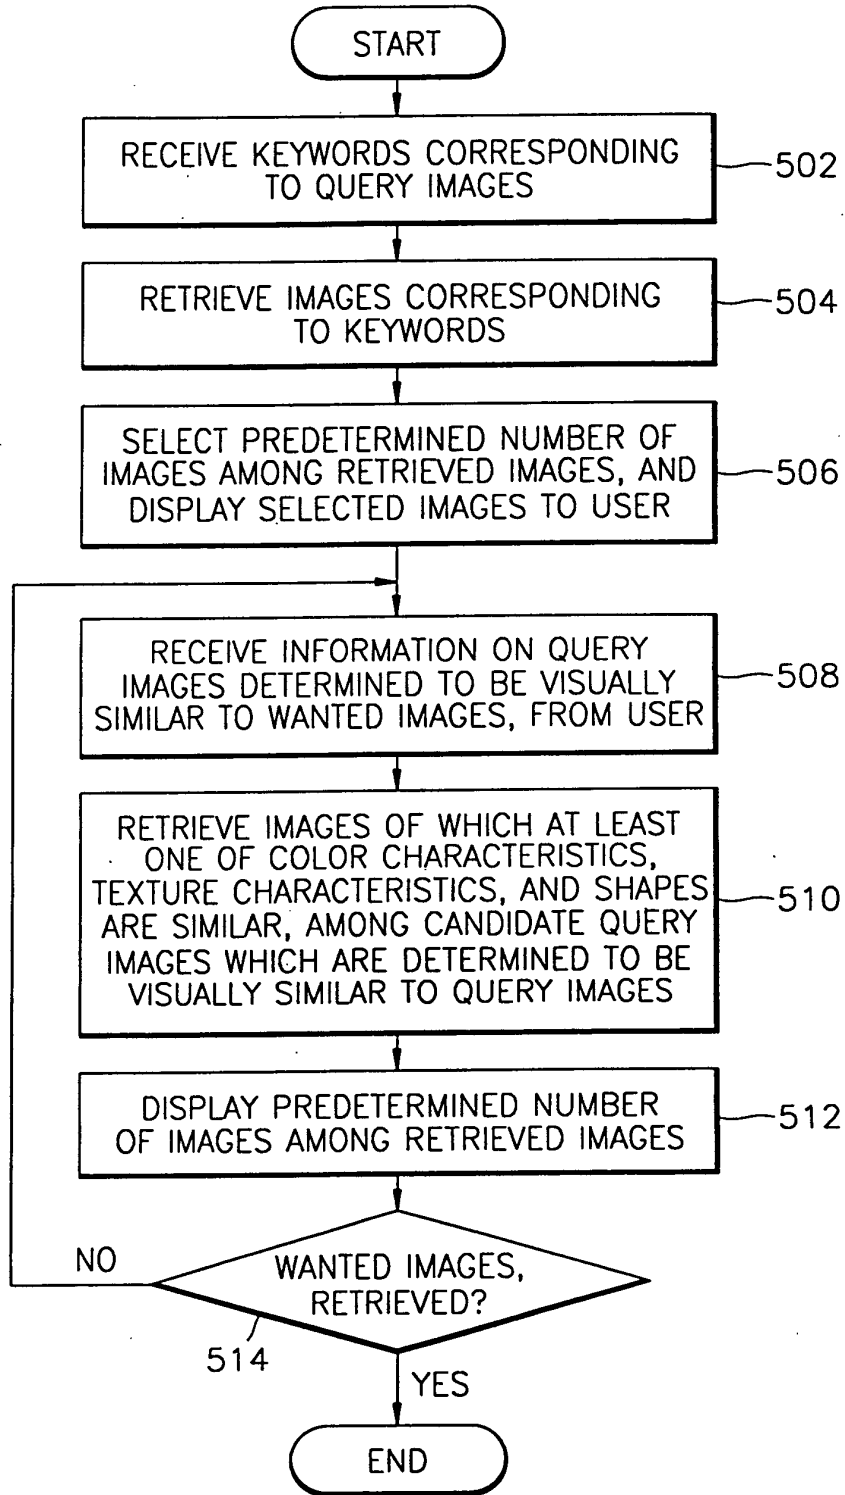 START
RECEIVE KEYWORDS CORRESPONDING
TO QUERY IMAGES
502
RETRIEVE IMAGES CORRESPONDING
TO KEYWORDS
504
SELECT PREDETERMINED NUMBER OF
IMAGES AMONG RETRIEVED IMAGES, AND
DISPLAY SELECTED IMAGES TO USER
506
RECEIVE INFORMATION ON QUERY
IMAGES DETERMINED TO BE VISUALLY
SIMILAR TO WANTED IMAGES, FROM USER
508
RETRIEVE IMAGES OF WHICH AT LEAST
ONE OF COLOR CHARACTERISTICS,
TEXTURE CHARACTERISTICS, AND SHAPES
ARE SIMILAR, AMONG CANDIDATE QUERY
IMAGES WHICH ARE DETERMINED TO BE
VISUALLY SIMILAR TO QUERY IMAGES
510
DISPLAY PREDETERMINED NUMBER
OF IMAGES AMONG RETRIEVED IMAGES
512
NO
WANTED IMAGES,
RETRIEVED?
514
YES
END